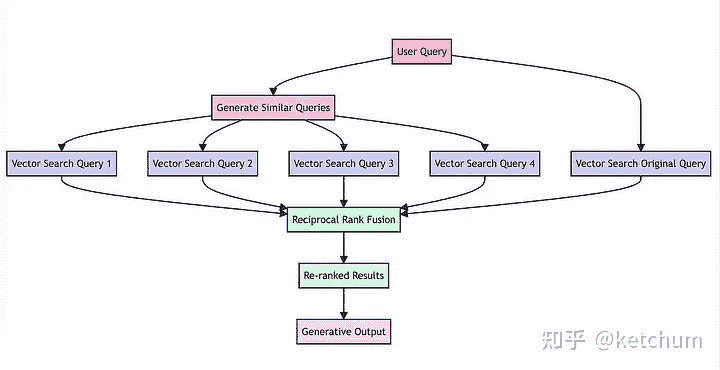 User Query
Generate Similar Queries
Vector Search Query 1
Vector Search Query 2
Vector Search Query 3
Vector Search Query 4
Vector Search Original Query
Reciprocal Rank Fusion
Re-ranked Results
Generative Output
知乎 @ketchum